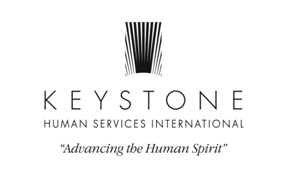 KEYSTONE
HUMAN SERVICES INTERNATIONAL
“Advancing the Human Spirit”